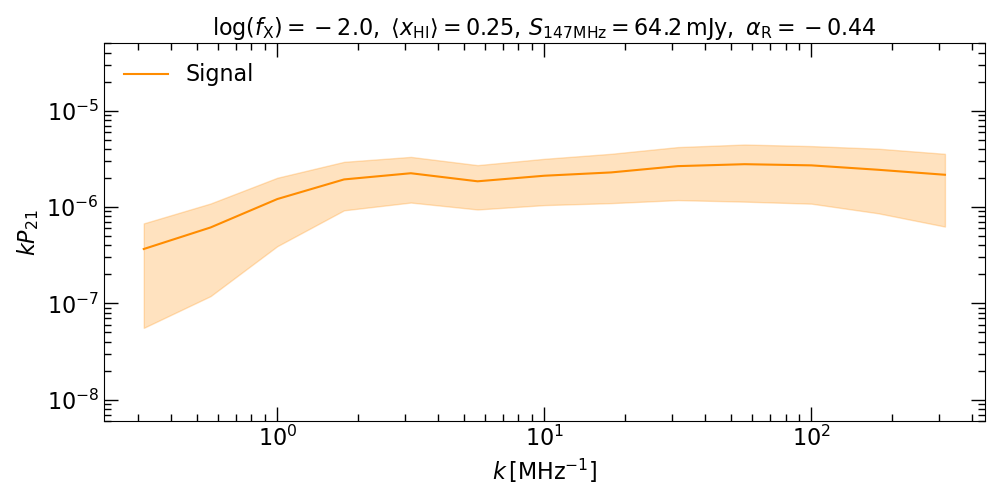 log(f_X) = −2.0, ⟨x_HI⟩ = 0.25, S_147MHz = 64.2 mJy, α_R = −0.44
Signal
10^−5
10^−6
10^−7
10^−8
kP_21
10^0
10^1
10^2
k [MHz^−1]